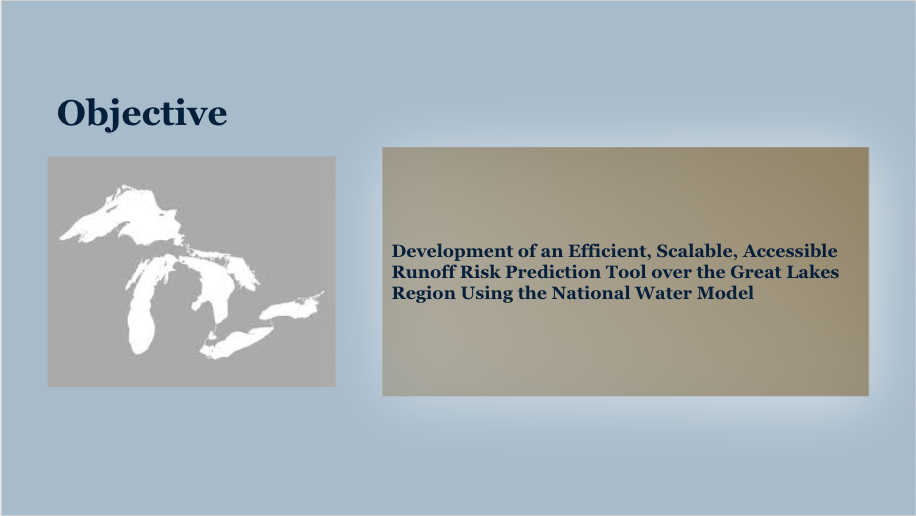 Objective
Development of an Efficient, Scalable, Accessible
Runoff Risk Prediction Tool over the Great Lakes
Region Using the National Water Model